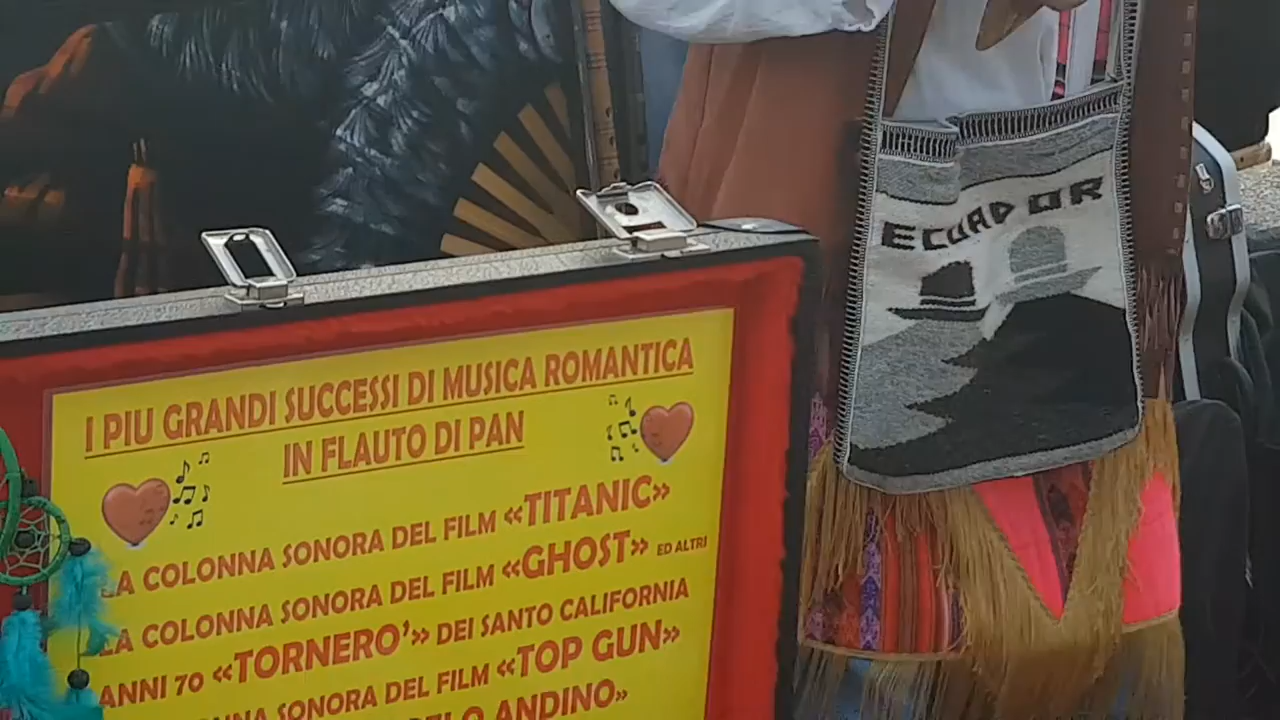 ECUADOR
I PIU GRANDI SUCCESSI DI MUSICA ROMANTICA
IN FLAUTO DI PAN
LA COLONNA SONORA DEL FILM «TITANIC»
LA COLONNA SONORA DEL FILM «GHOST» ED ALTRI
ANNI 70 «TORNERO'» DEI SANTO CALIFORNIA
SONORA DEL FILM «TOP GUN»
ANDINO»